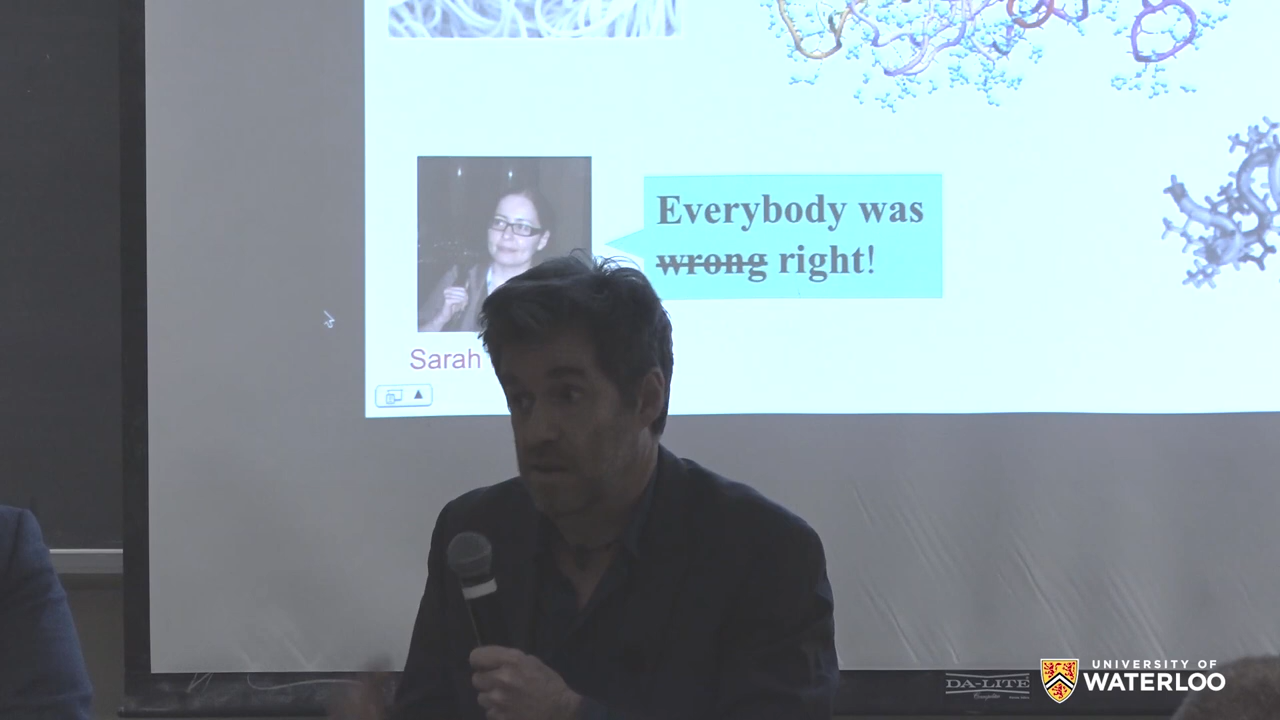 Everybody was
wrong right!
Sarah
DA-LITE
UNIVERSITY OF
WATERLOO